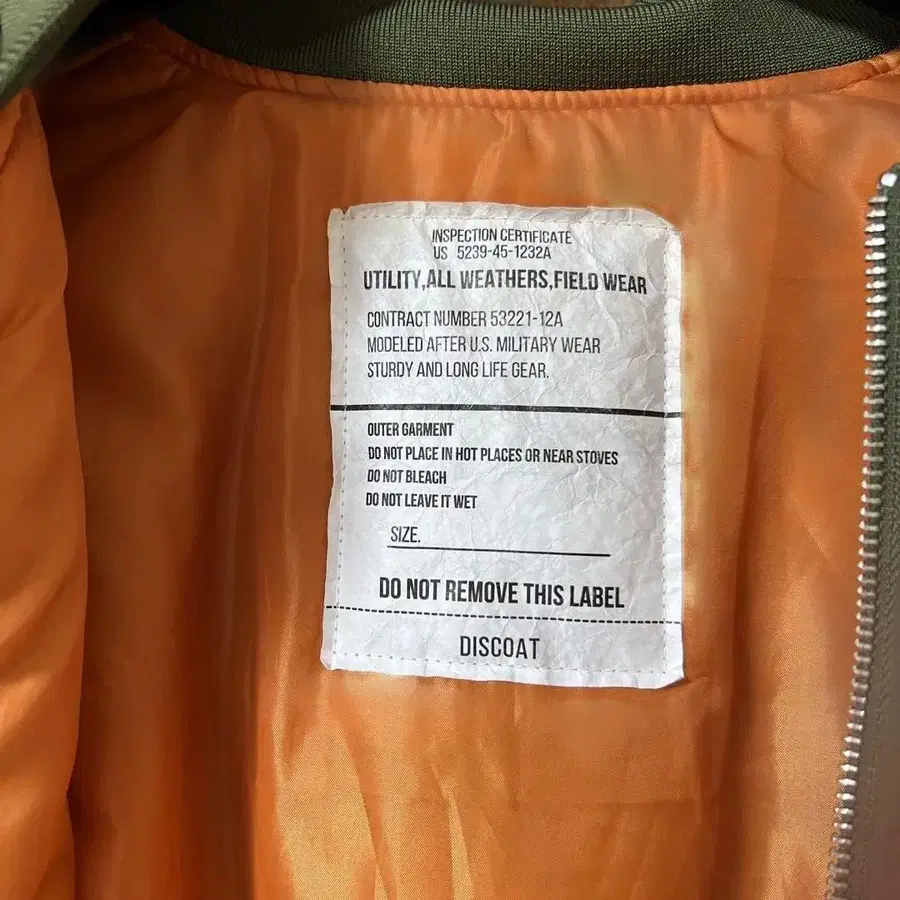 INSPECTION CERTIFICATE
US 5239-45-1232A
UTILITY,ALL WEATHERS,FIELD WEAR
CONTRACT NUMBER 53221-12A
MODELED AFTER U.S. MILITARY WEAR
STURDY AND LONG LIFE GEAR.
OUTER GARMENT
DO NOT PLACE IN HOT PLACES OR NEAR STOVES
DO NOT BLEACH
DO NOT LEAVE IT WET
SIZE.
DO NOT REMOVE THIS LABEL
DISCOAT